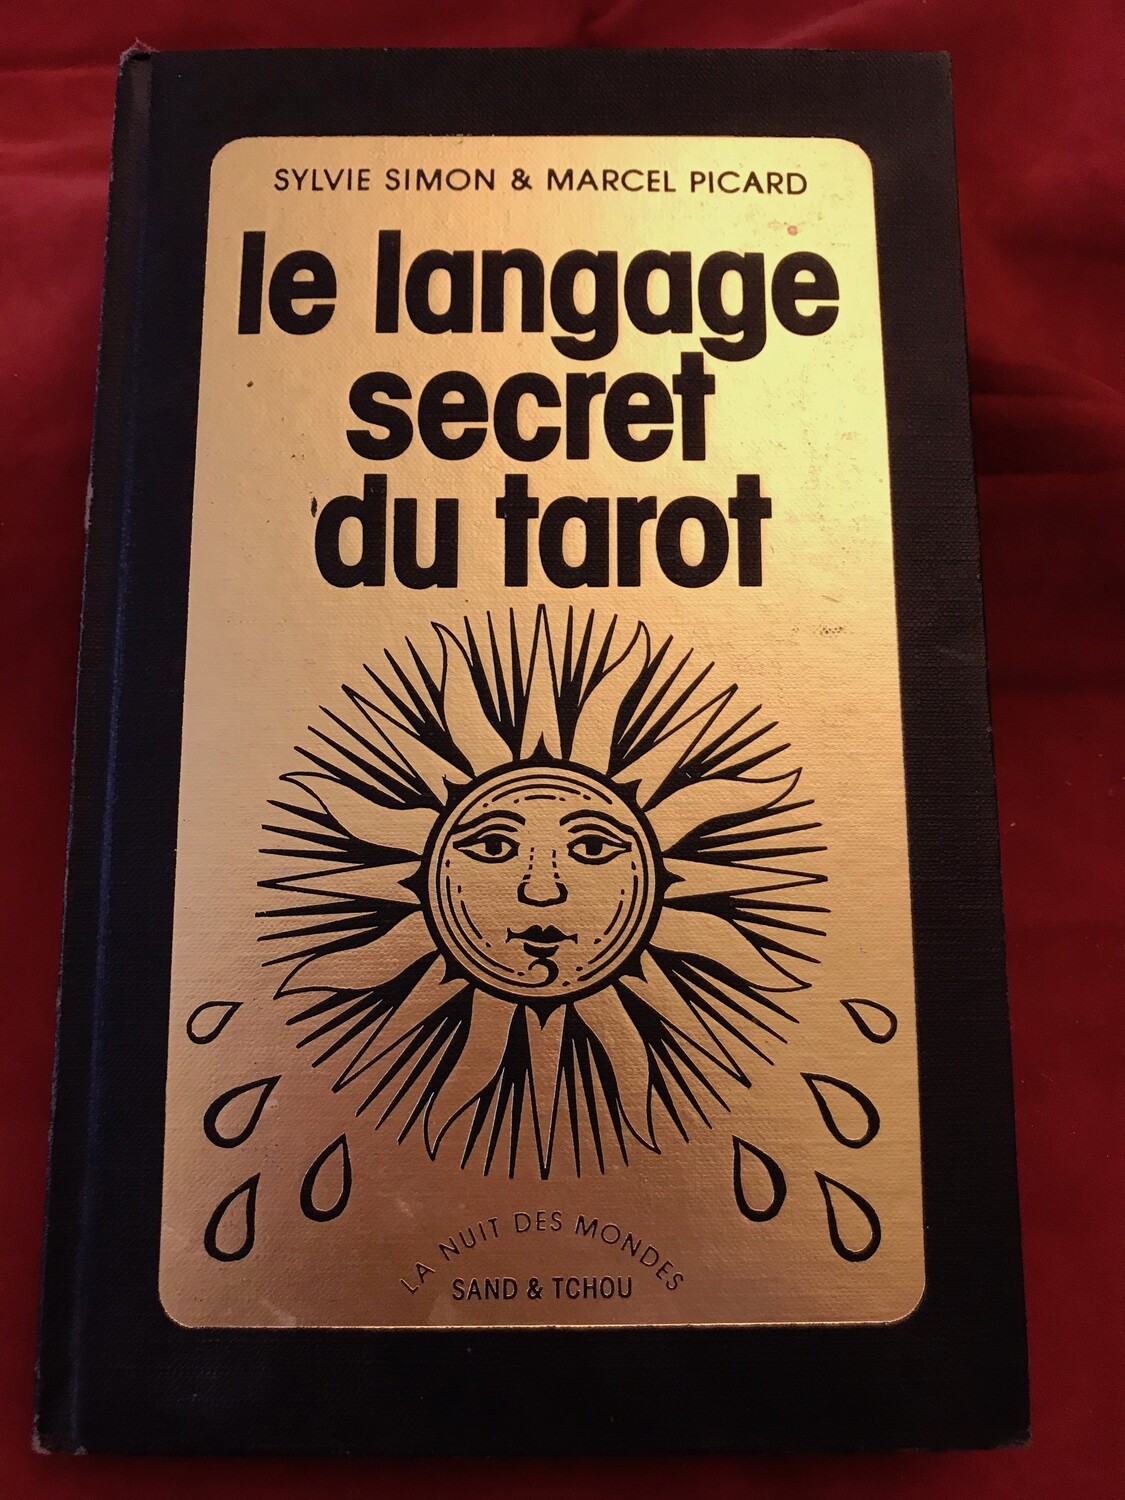 SYLVIE SIMON & MARCEL PICARD
le langage
secret
du tarot
LA NUIT DES MONDES
SAND & TCHOU